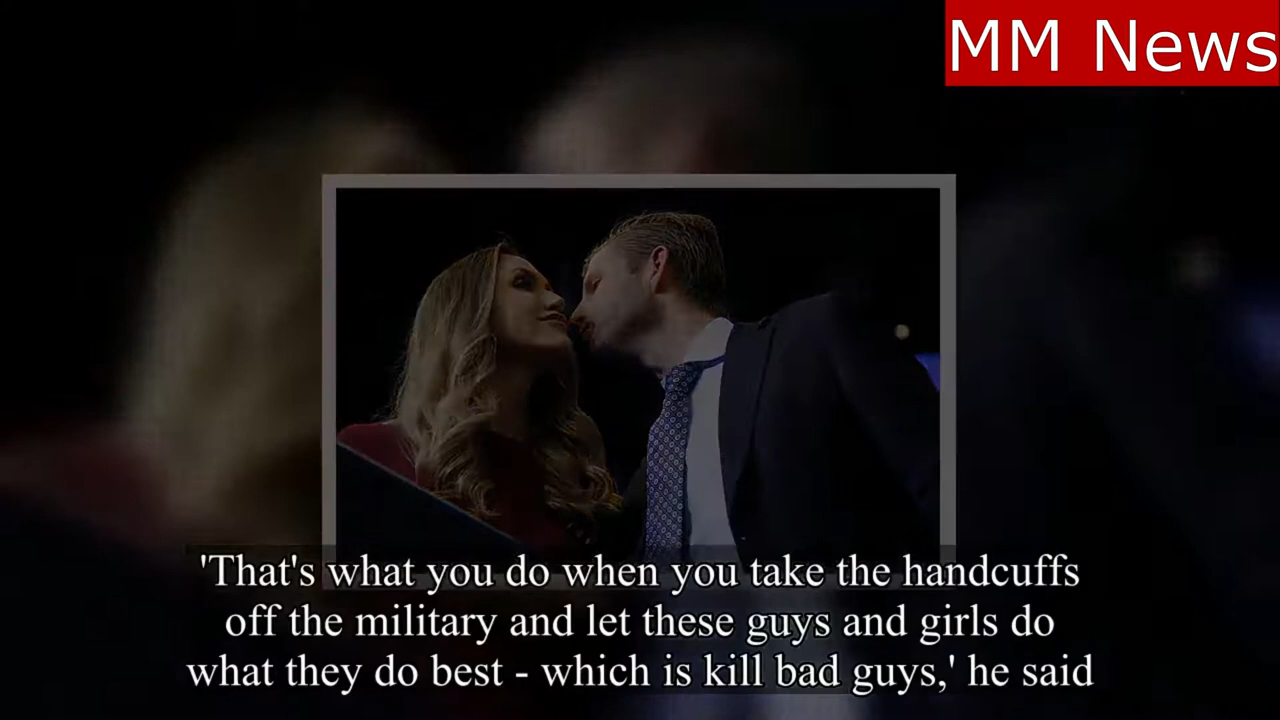 MM News
'That's what you do when you take the handcuffs
off the military and let these guys and girls do
what they do best - which is kill bad guys,' he said